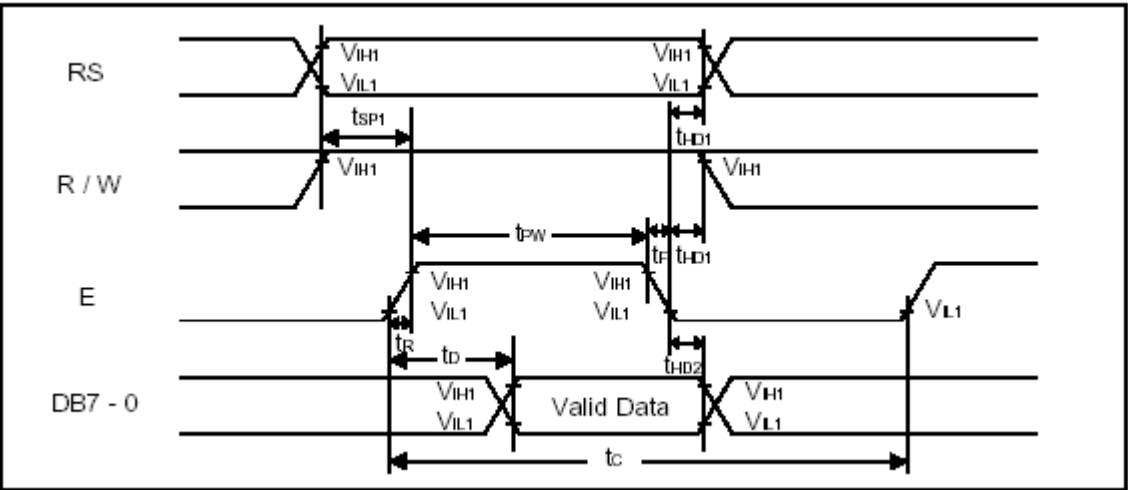 RS
VIH1 VIH1
VIL1 VIL1
tSP1
tHD1
R / W
VIH1 VIH1
tPW tF tHD1
E
VIH1 VIH1
VIL1 VIL1 VIL1
tR
tD
tHD2
DB7 - 0
VIH1 Valid Data VIH1
VIL1 VIL1
tC